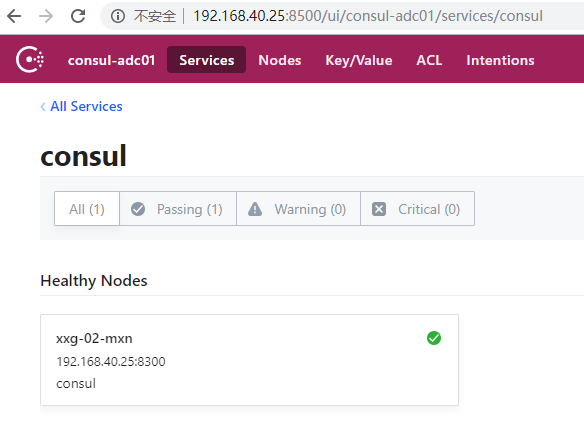 不安全 192.168.40.25:8500/ui/consul-adc01/services/consul
consul-adc01 Services Nodes Key/Value ACL Intentions
All Services
consul
All (1) Passing (1) Warning (0) Critical (0)
Healthy Nodes
xxg-02-mxn
192.168.40.25:8300
consul